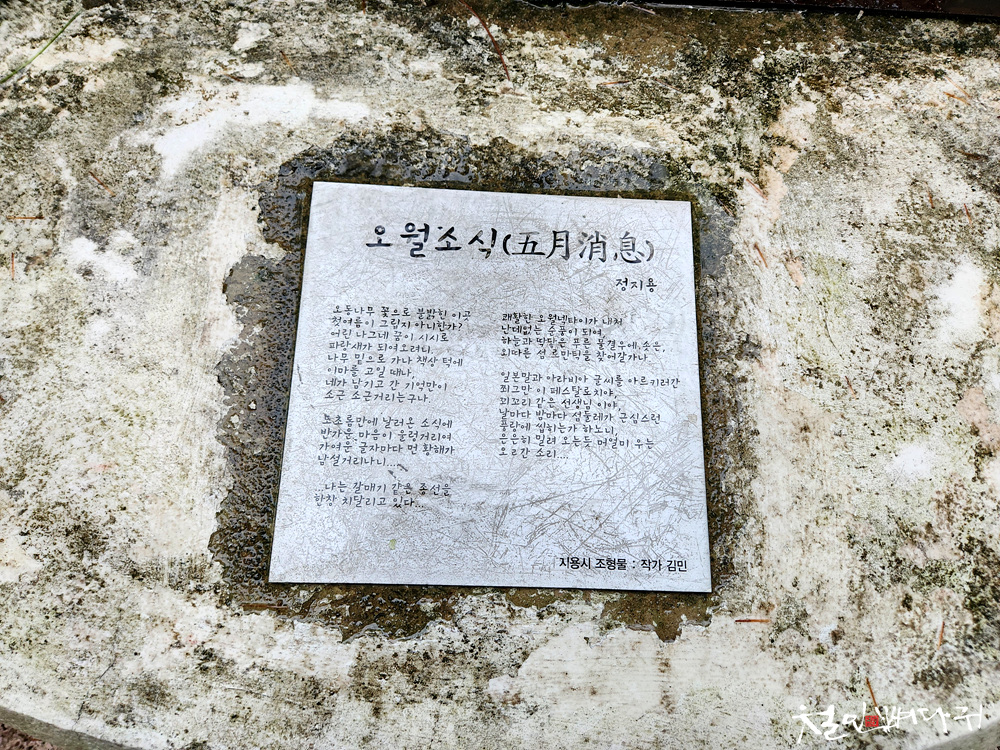 오월소식(五月消息)
정지용
오동나무 꽃으로 불밝힌 이곳
첫여름이 그립지 아니한가?
어린 나그네 꿈이 시시로
파랑새가 되여오려니.
나무 밑으로 가나 책상 턱에
이마를 고일 때나,
네가 남기고 간 기억만이
소근 소근거리는구나.
모초롬만에 날러온 소식에
반가운 마음이 울렁거리여
가여운 글자마다 먼 황해가
남설거리나니....
...나는 갈매기 같은 종선을
한창 치달리고 있다...
쾌활한 오월넥타이가 내처
난데없는 순풍이 되여,
하늘과 딱닿은 푸른 물결우에 솟은,
외따른 섬 로만틱을 찾어갈가나.
일본말과 아라비아 글씨를 아르키러간
쬐그만 이 페스탈로치야,
꾀꼬리 같은 선생님 이야,
날마다 밤마다 섬둘레가 근심스런
풍랑에 씹히는가 하노니,
은은히 밀려 오는듯 머얼미 우는
오르간 소리....
지용시 조형물 : 작가 김민